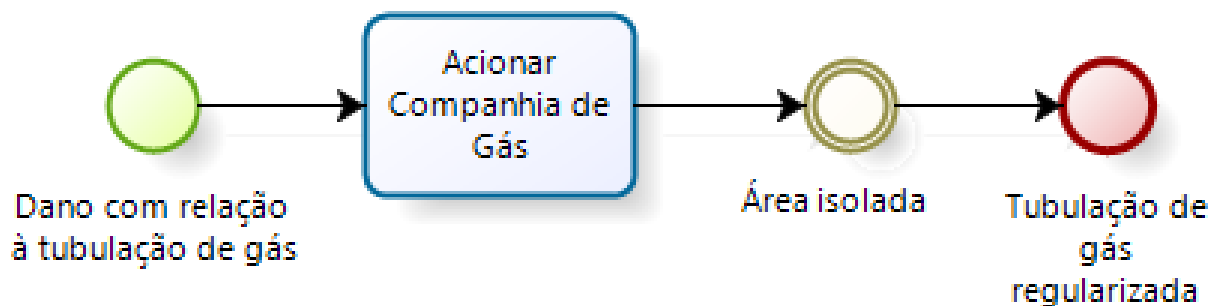 Acionar
Companhia de
Gás
Dano com relação
à tubulação de gás
Área isolada
Tubulação de
gás
regularizada